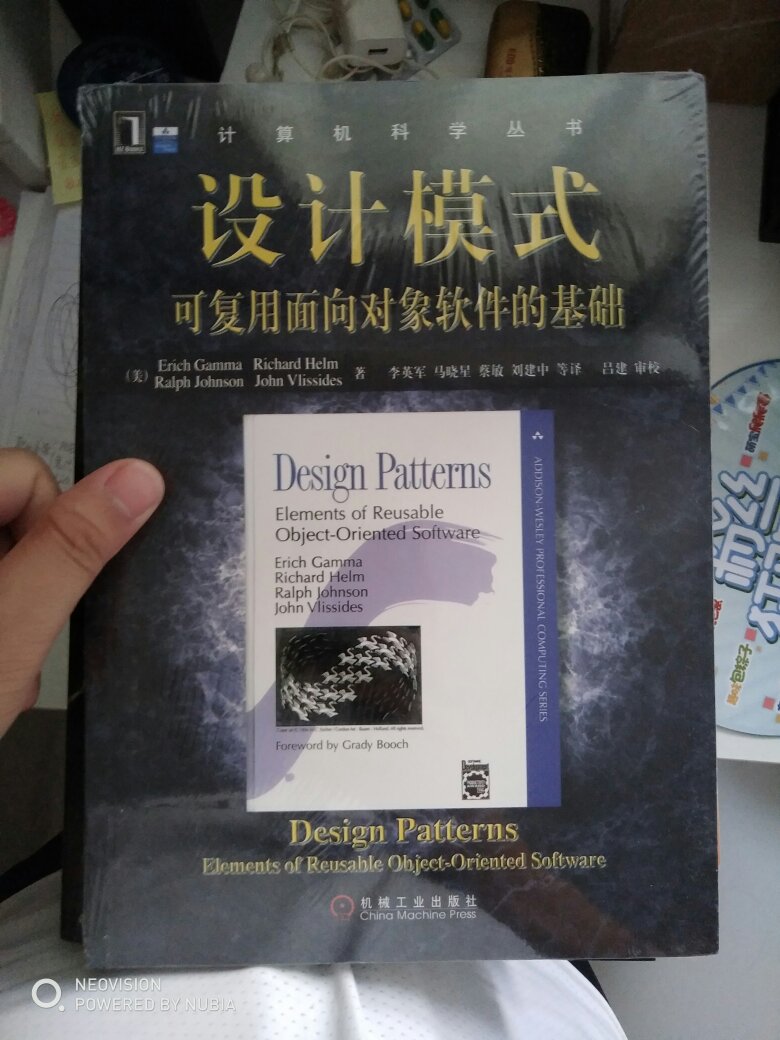 计算机科学丛书
设计模式
可复用面向对象软件的基础
(美) Erich Gamma Richard Helm
Ralph Johnson John Vlissides 著 李英军 马晓星 蔡敏 刘建中 等译 吕建 审校
Design Patterns
Elements of Reusable
Object-Oriented Software
Erich Gamma
Richard Helm
Ralph Johnson
John Vlissides
Foreword by Grady Booch
ADDISON-WESLEY PROFESSIONAL COMPUTING SERIES
Design Patterns
Elements of Reusable Object-Oriented Software
机械工业出版社
China Machine Press
NEOVISION
POWERED BY NUBIA